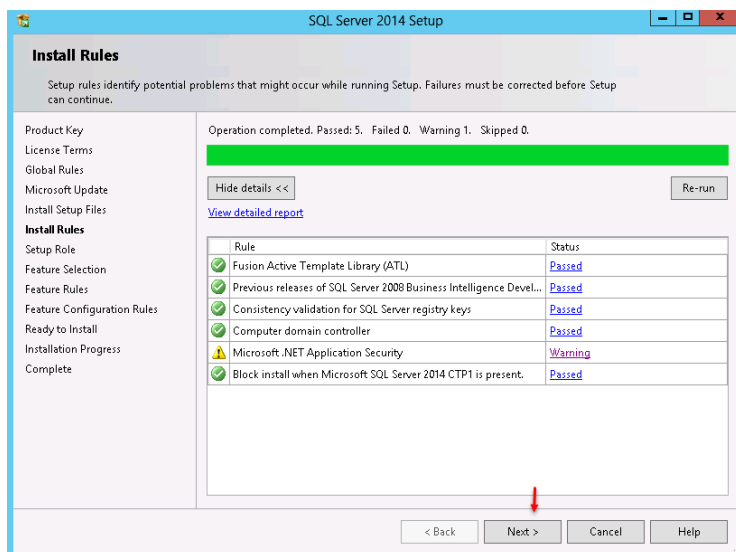 SQL Server 2014 Setup
Install Rules
Setup rules identify potential problems that might occur while running Setup. Failures must be corrected before Setup
can continue.
Product Key
License Terms
Global Rules
Microsoft Update
Install Setup Files
Install Rules
Setup Role
Feature Selection
Feature Rules
Feature Configuration Rules
Ready to Install
Installation Progress
Complete
Operation completed. Passed: 5. Failed 0. Warning 1. Skipped 0.
Hide details <<
Re-run
View detailed report
Rule Status
Fusion Active Template Library (ATL) Passed
Previous releases of SQL Server 2008 Business Intelligence Devel... Passed
Consistency validation for SQL Server registry keys Passed
Computer domain controller Passed
Microsoft .NET Application Security Warning
Block install when Microsoft SQL Server 2014 CTP1 is present. Passed
< Back Next > Cancel Help